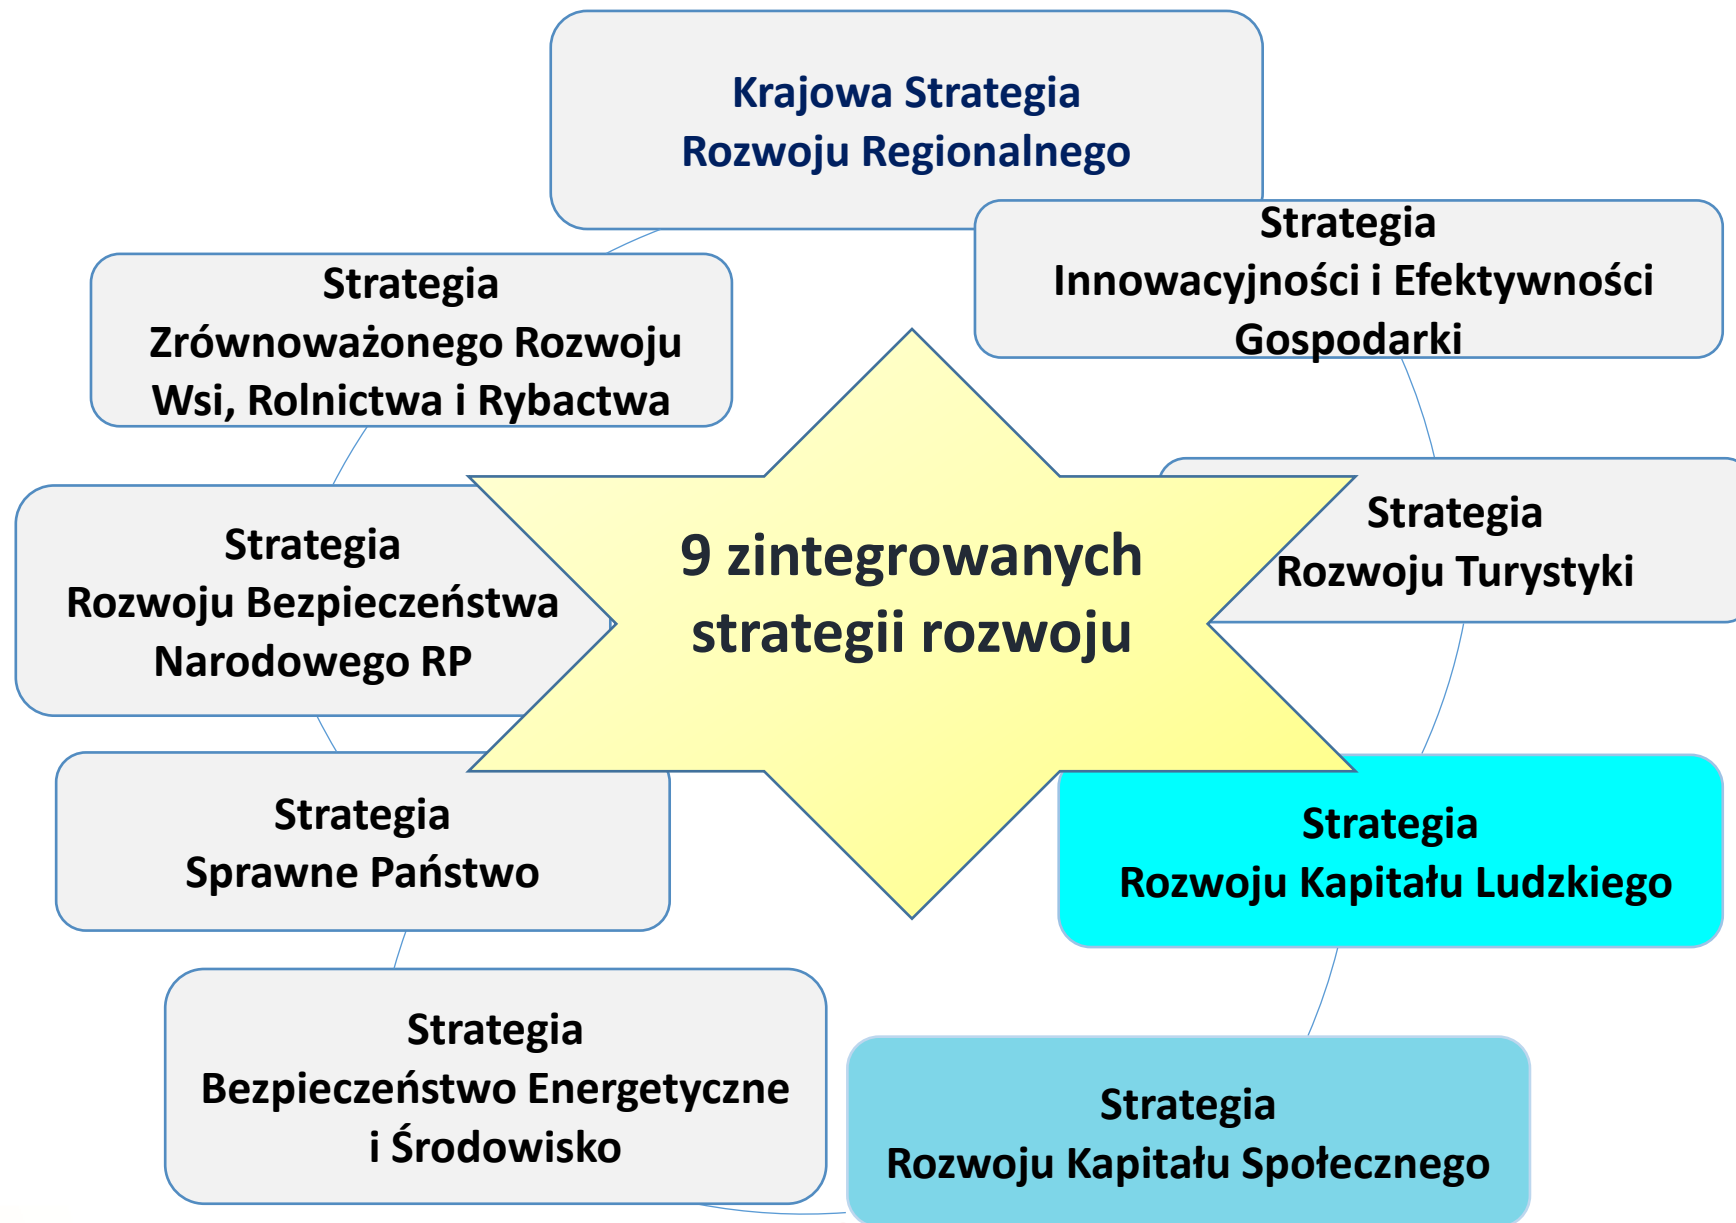 Krajowa Strategia
Rozwoju Regionalnego
Strategia
Innowacyjności i Efektywności
Gospodarki
Strategia
Rozwoju Turystyki
Strategia
Rozwoju Kapitału Ludzkiego
Strategia
Rozwoju Kapitału Społecznego
Strategia
Bezpieczeństwo Energetyczne
i Środowisko
Strategia
Sprawne Państwo
Strategia
Rozwoju Bezpieczeństwa
Narodowego RP
Strategia
Zrównoważonego Rozwoju
Wsi, Rolnictwa i Rybactwa
9 zintegrowanych
strategii rozwoju